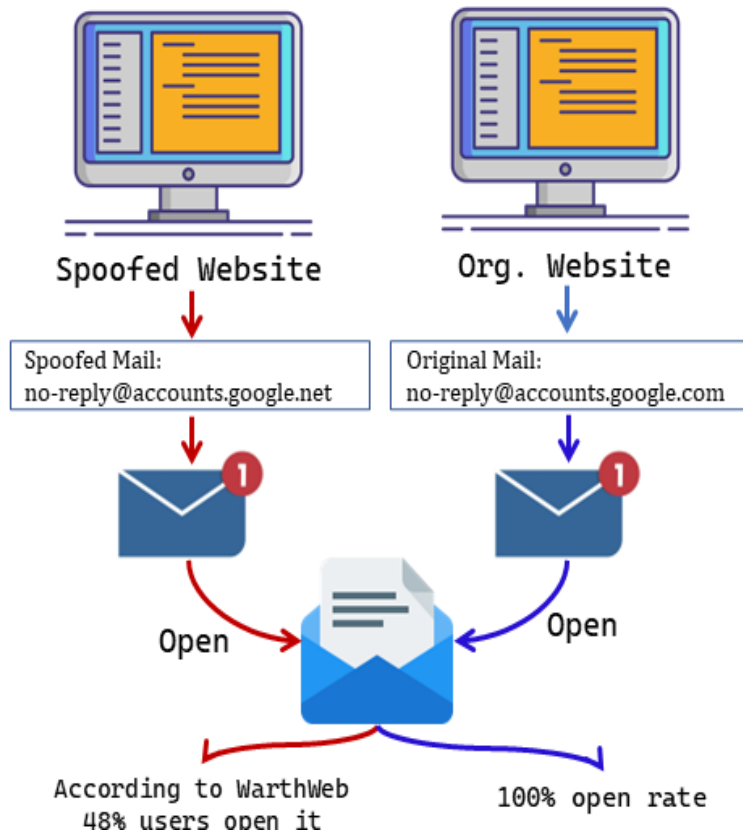 Spoofed Website
Org. Website
Spoofed Mail:
no-reply@accounts.google.net
Original Mail:
no-reply@accounts.google.com
1
1
Open
Open
According to WarthWeb
48% users open it
100% open rate